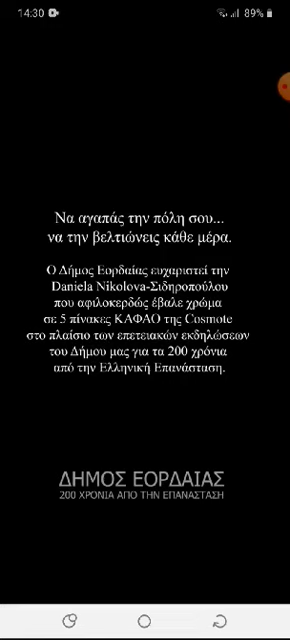 14:30
89%
Να αγαπάς την πόλη σου...
να την βελτιώνεις κάθε μέρα.
Ο Δήμος Εορδαίας ευχαριστεί την
Daniela Nikolova-Σιδηροπούλου
που αφιλοκερδώς έβαλε χρώμα
σε 5 πίνακες ΚΑΦΑΟ της Cosmote
στο πλαίσιο των επετειακών εκδηλώσεων
του Δήμου μας για τα 200 χρόνια
από την Ελληνική Επανάσταση.
ΔΗΜΟΣ ΕΟΡΔΑΙΑΣ
200 ΧΡΟΝΙΑ ΑΠΟ ΤΗΝ ΕΠΑΝΑΣΤΑΣΗ